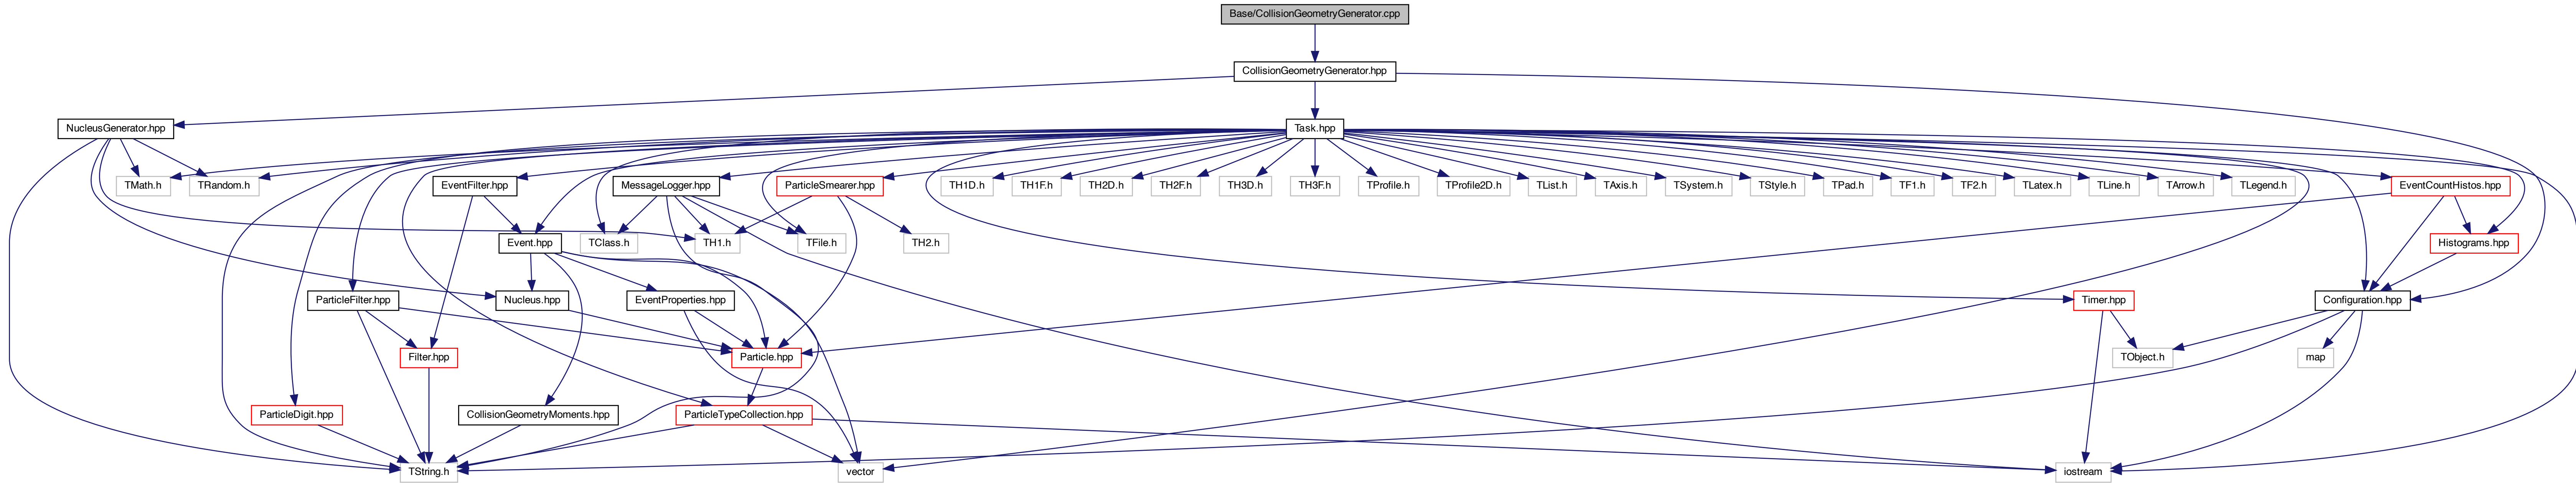 Base/CollisionGeometryGenerator.cpp
CollisionGeometryGenerator.hpp
NucleusGenerator.hpp
Task.hpp
TMath.h
TRandom.h
EventFilter.hpp
MessageLogger.hpp
ParticleSmearer.hpp
TH1D.h
TH1F.h
TH2D.h
TH2F.h
TH3D.h
TH3F.h
TProfile.h
TProfile2D.h
TList.h
TAxis.h
TSystem.h
TStyle.h
TPad.h
TF1.h
TF2.h
TLatex.h
TLine.h
TArrow.h
TLegend.h
EventCountHistos.hpp
Event.hpp
TClass.h
TH1.h
TFile.h
TH2.h
Histograms.hpp
ParticleFilter.hpp
Nucleus.hpp
EventProperties.hpp
Timer.hpp
Configuration.hpp
Filter.hpp
Particle.hpp
TObject.h
map
ParticleDigit.hpp
CollisionGeometryMoments.hpp
ParticleTypeCollection.hpp
TString.h
vector
iostream